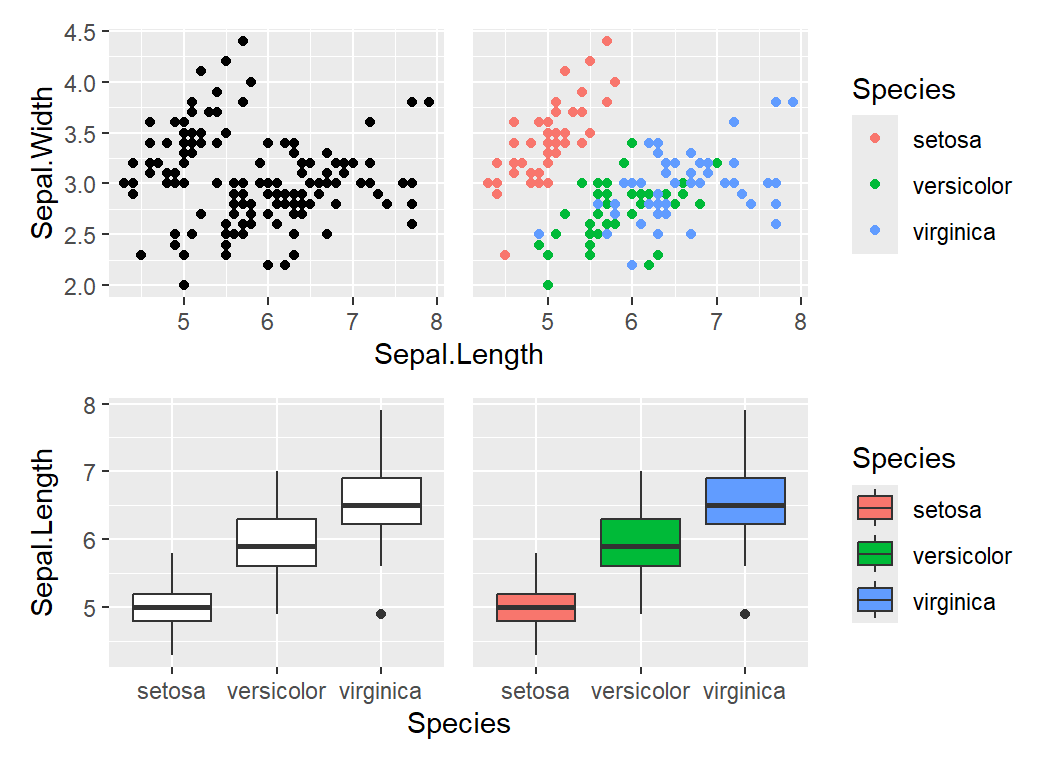 4.5
4.0
3.5
3.0
2.5
2.0
Sepal.Width
5 6 7 8 5 6 7 8
Sepal.Length
Species
setosa
versicolor
virginica
8
7
6
5
Sepal.Length
setosa versicolor virginica setosa versicolor virginica
Species
Species
setosa
versicolor
virginica